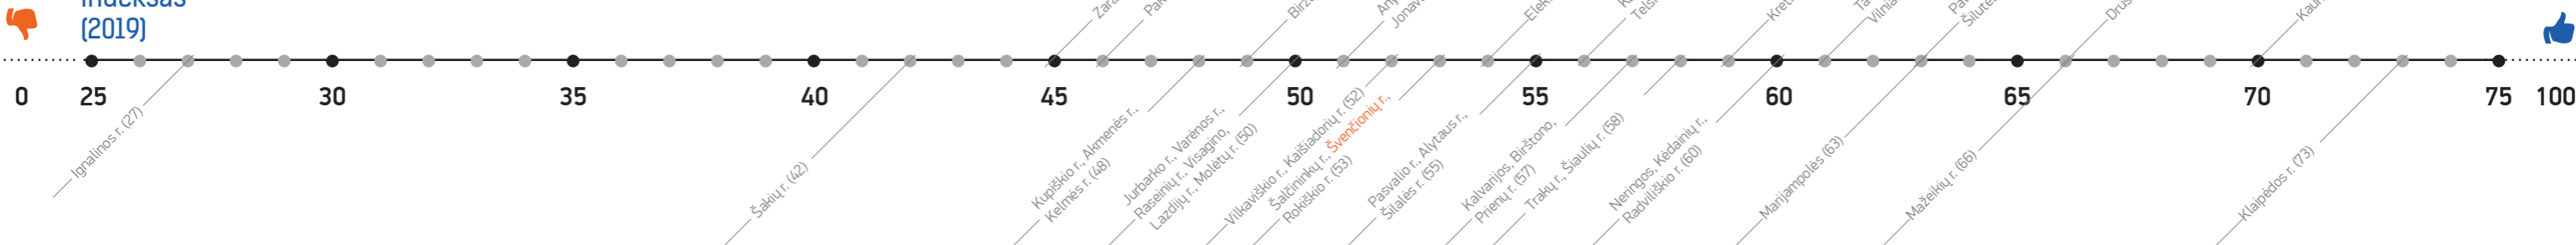 Indeksas
(2019)
0 25 30 35 40 45 50 55 60 65 70 75 100
Ignalinos r. (27)
Šakių r. (42)
Kupiškio r., Akmenės r.,
Kelmės r. (48)
Jurbarko r., Varėnos r.,
Raseinių r., Visagino,
Lazdijų r., Molėtų r. (50)
Vilkaviškio r., Kaišiadorių r. (52)
Šalčininkų r., Švenčionių r.,
Rokiškio r. (53)
Pasvalio r., Alytaus r.,
Šilalės r. (55)
Kalvarijos, Birštono,
Prienų r. (57)
Trakų r., Šiaulių r. (58)
Neringos, Kėdainių r.,
Radviliškio r. (60)
Marijampolės (63)
Mažeikių r. (66)
Klaipėdos r. (73)